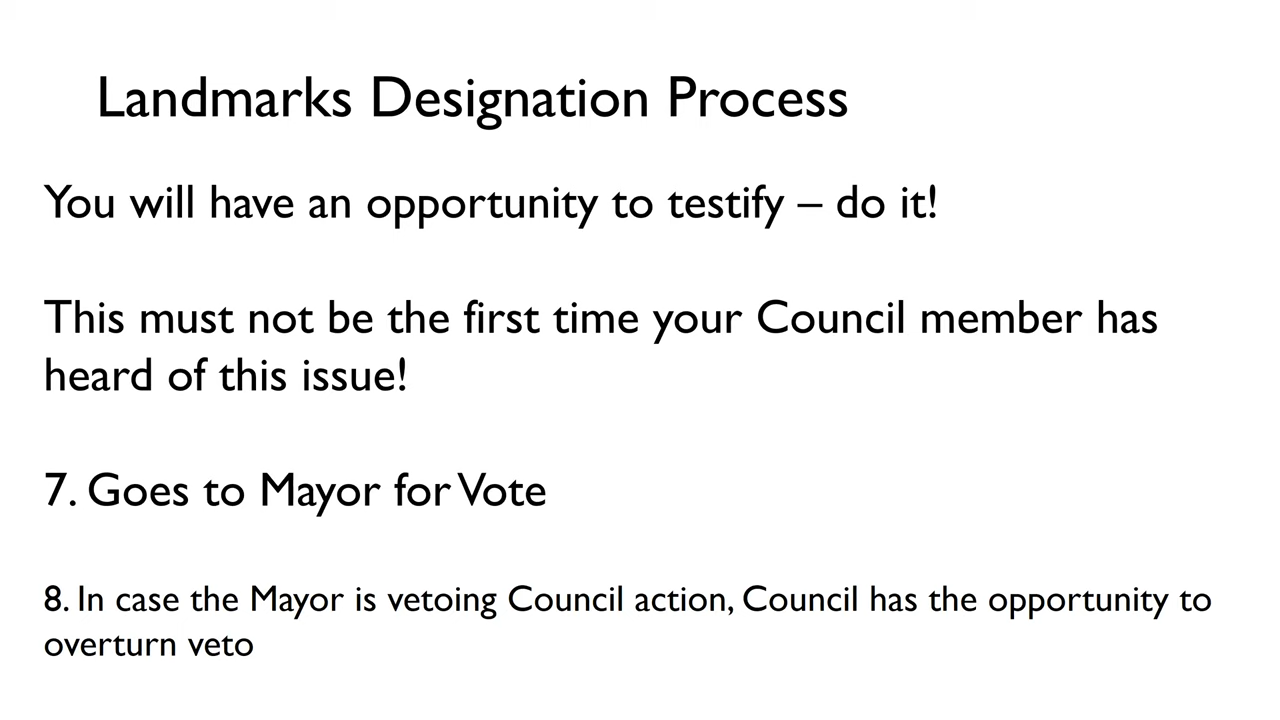 Landmarks Designation Process
You will have an opportunity to testify – do it!
This must not be the first time your Council member has
heard of this issue!
7. Goes to Mayor for Vote
8. In case the Mayor is vetoing Council action, Council has the opportunity to
overturn veto